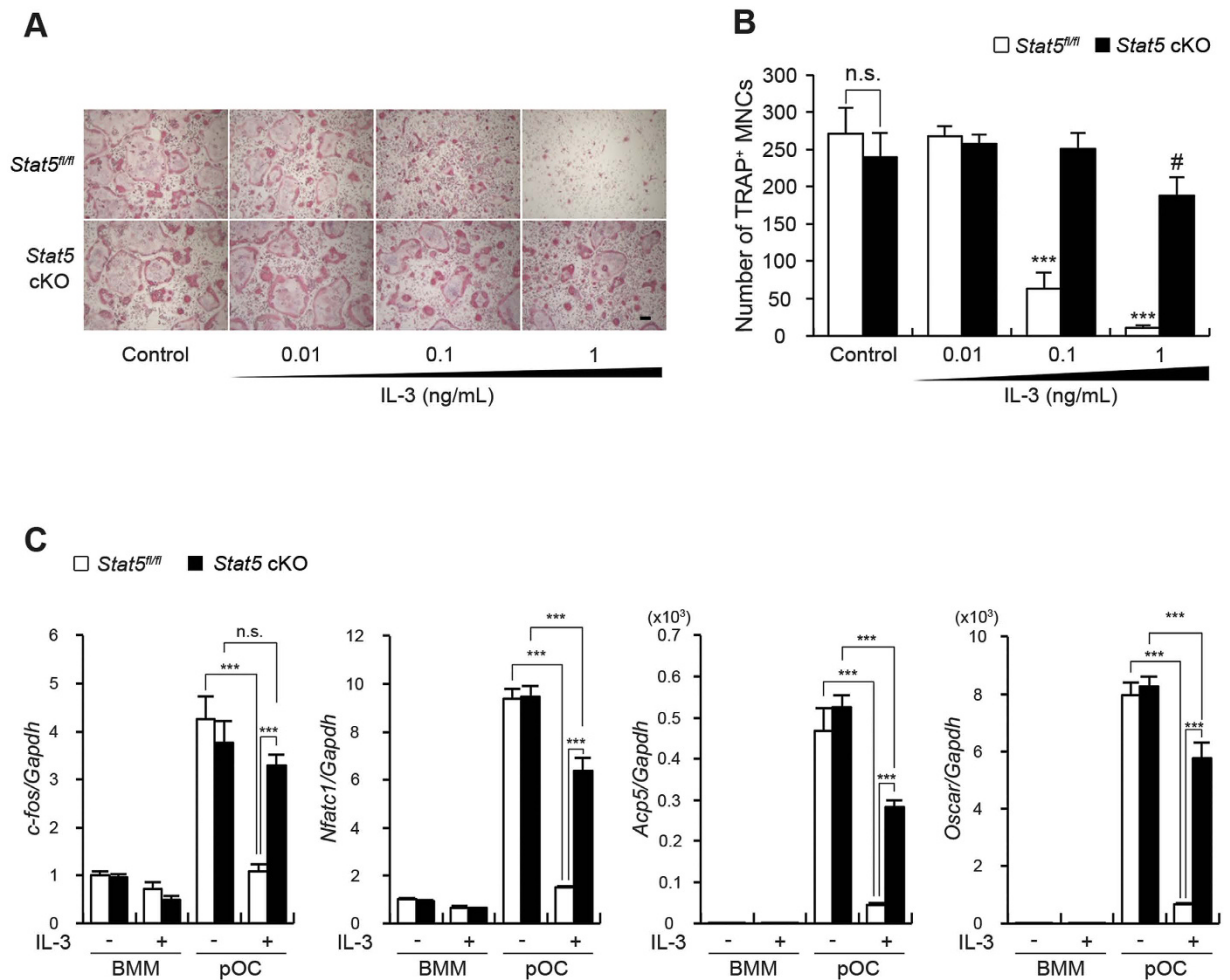 A
Stat5fl/fl
Stat5
cKO
Control 0.01 0.1 1
IL-3 (ng/mL)
B
Stat5fl/fl Stat5 cKO
Number of TRAP+ MNCs
300
250
200
150
100
50
0
n.s.
***
***
#
Control 0.01 0.1 1
IL-3 (ng/mL)
C
Stat5fl/fl Stat5 cKO
c-fos/Gapdh
6
5
4
3
2
1
0
n.s.
***
***
IL-3 - + - +
BMM pOC
Nfatc1/Gapdh
12
10
8
6
4
2
0
***
***
***
IL-3 - + - +
BMM pOC
(x10³)
Acp5/Gapdh
0.7
0.6
0.5
0.4
0.3
0.2
0.1
0
***
***
***
IL-3 - + - +
BMM pOC
(x10³)
Oscar/Gapdh
10
8
6
4
2
0
***
***
***
IL-3 - + - +
BMM pOC